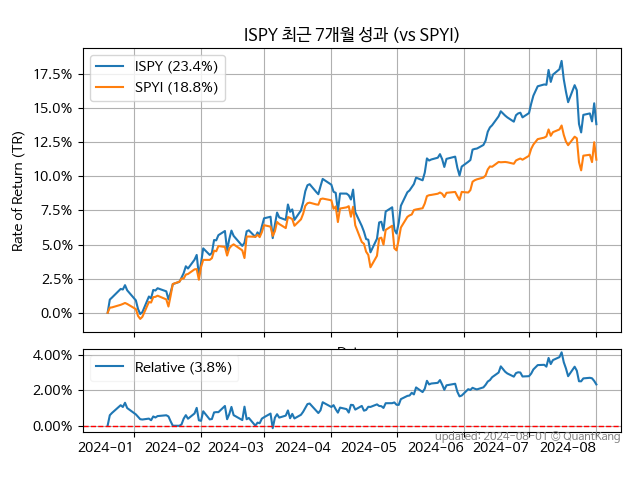 ISPY 최근 7개월 성과 (vs SPYI)
ISPY (23.4%)
SPYI (18.8%)
Rate of Return (TR)
17.5%
15.0%
12.5%
10.0%
7.5%
5.0%
2.5%
0.0%
Relative (3.8%)
4.00%
2.00%
0.00%
2024-01 2024-02 2024-03 2024-04 2024-05 2024-06 2024-07 2024-08
updated: 2024-08-01 © QuantKang